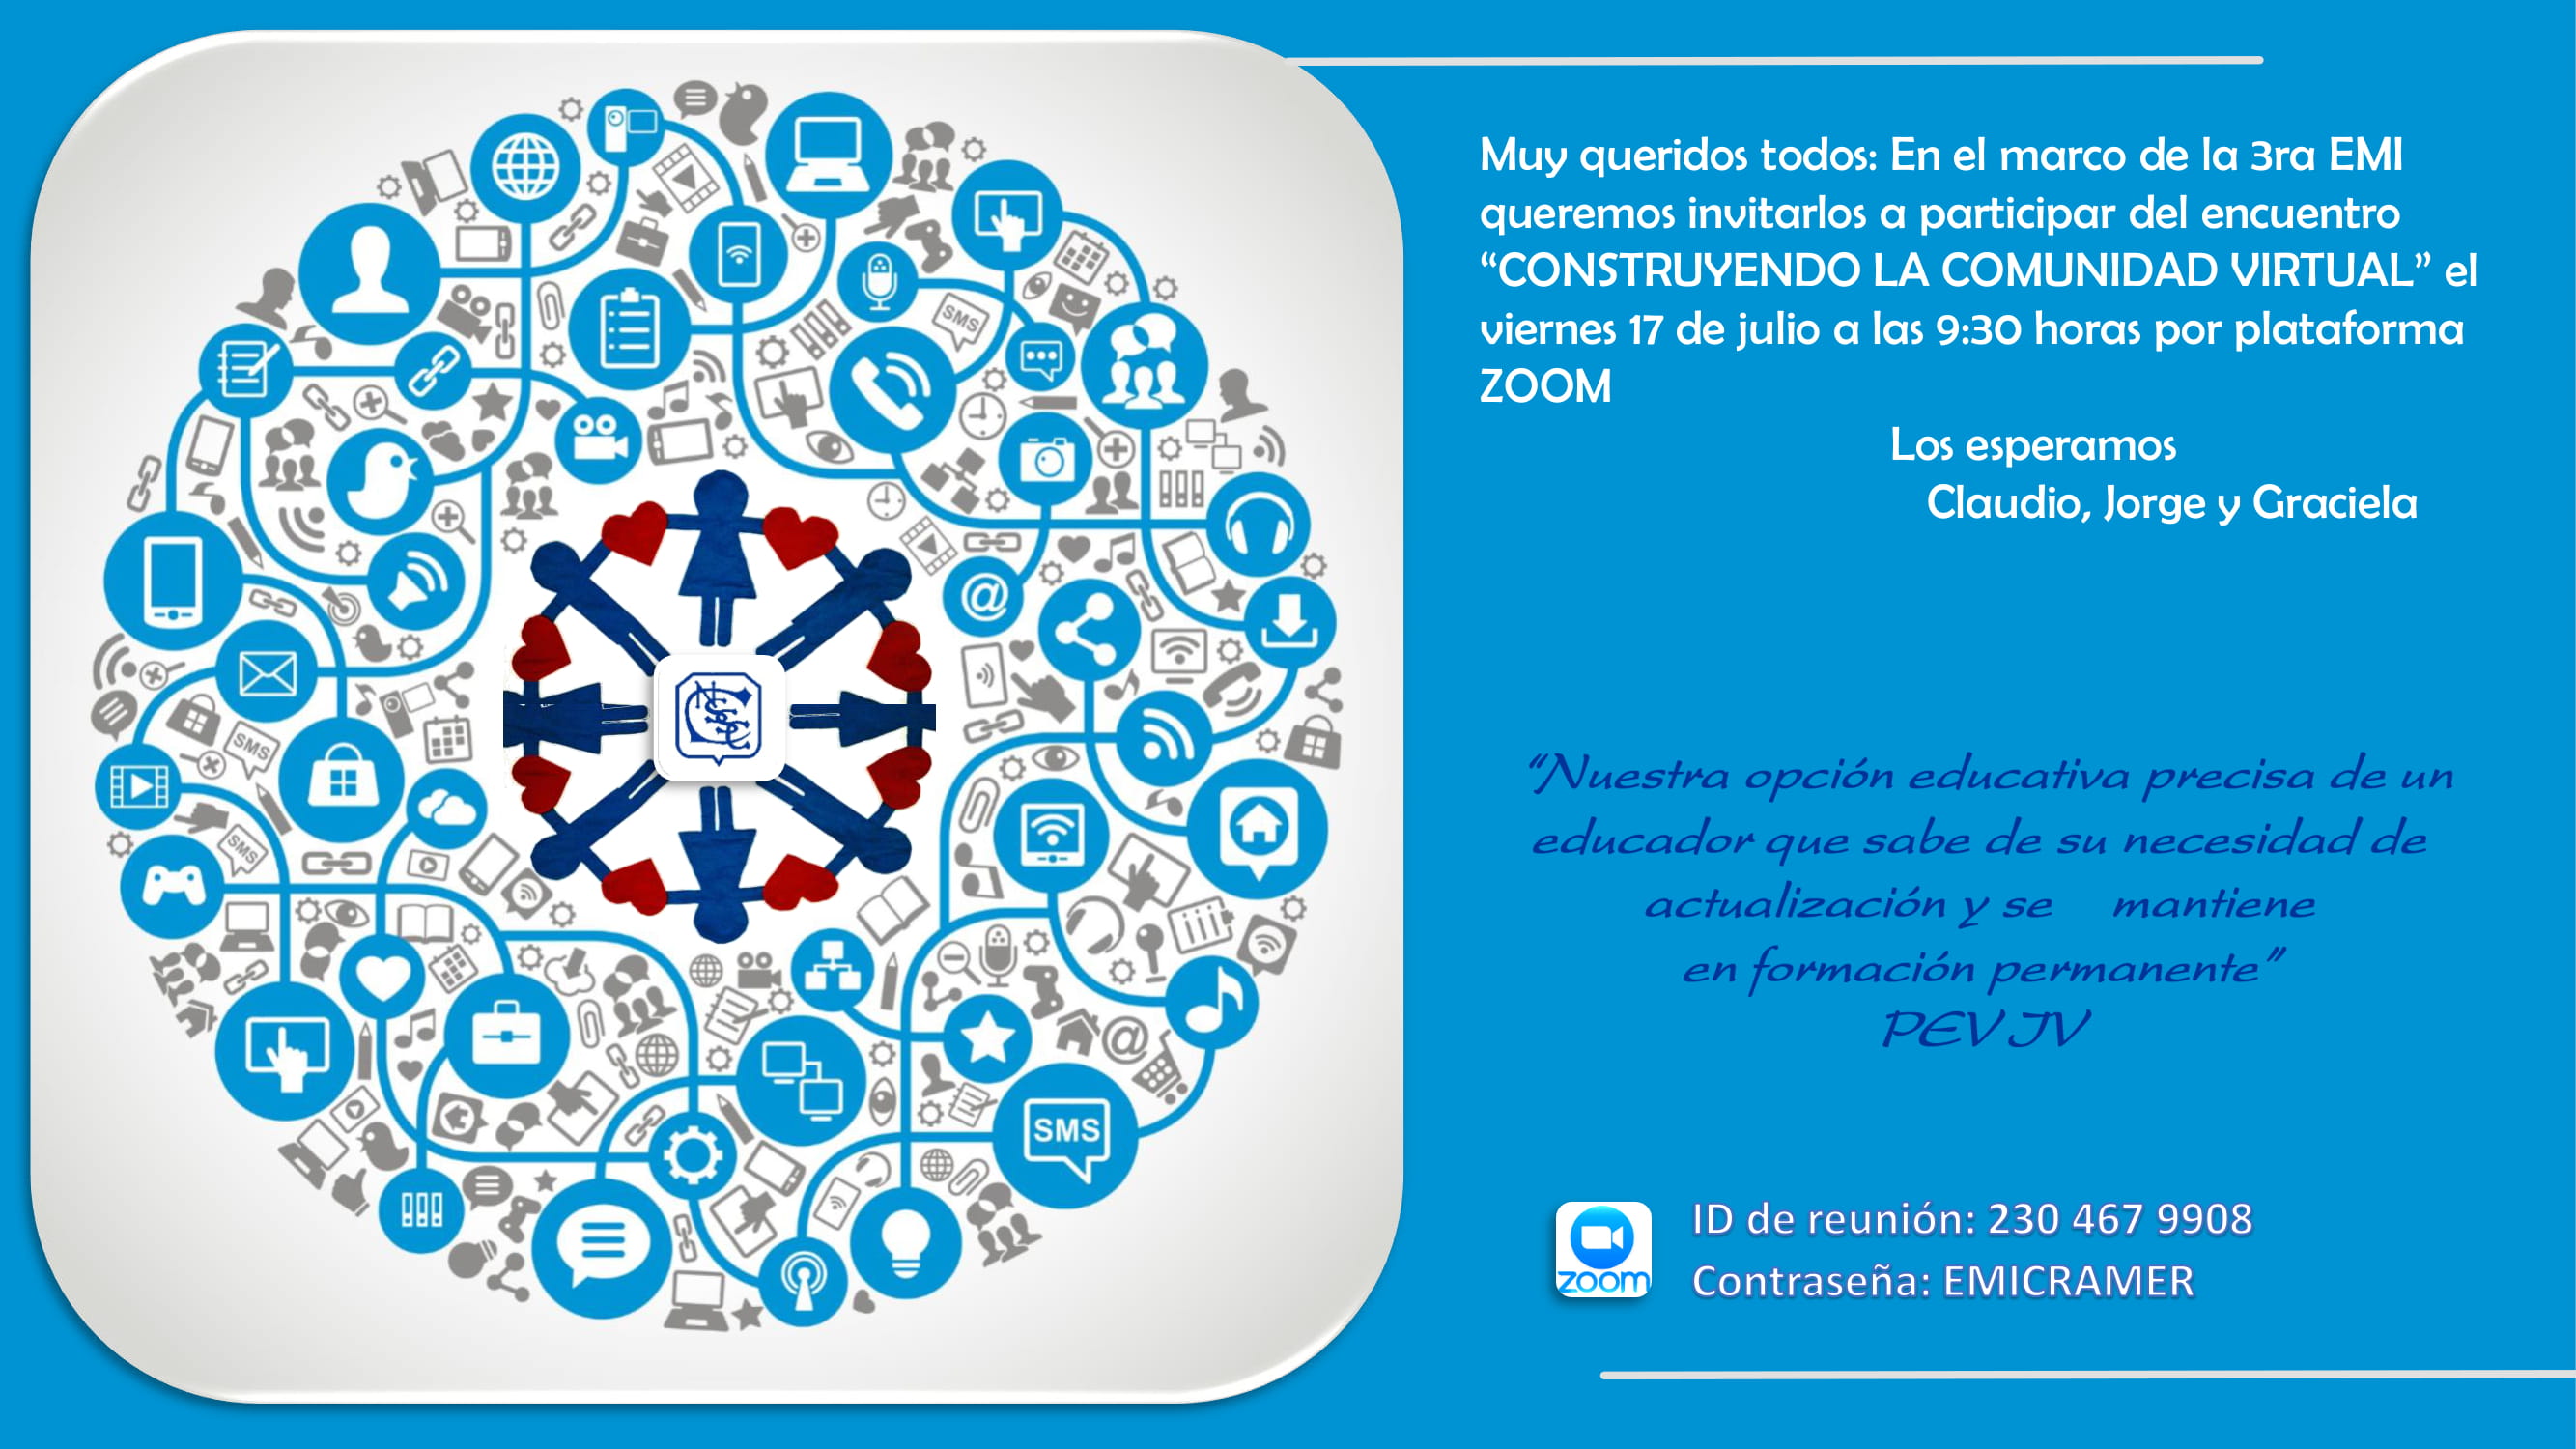 Muy queridos todos: En el marco de la 3ra EMI
queremos invitarlos a participar del encuentro
“CONSTRUYENDO LA COMUNIDAD VIRTUAL” el
viernes 17 de julio a las 9:30 horas por plataforma
ZOOM
Los esperamos
Claudio, Jorge y Graciela
“Nuestra opción educativa precisa de un
educador que sabe de su necesidad de
actualización y se mantiene
en formación permanente”
PEV JV
zoom
ID de reunión: 230 467 9908
Contraseña: EMICRAMER
SMS
SMS
SMS
SMS
@
@